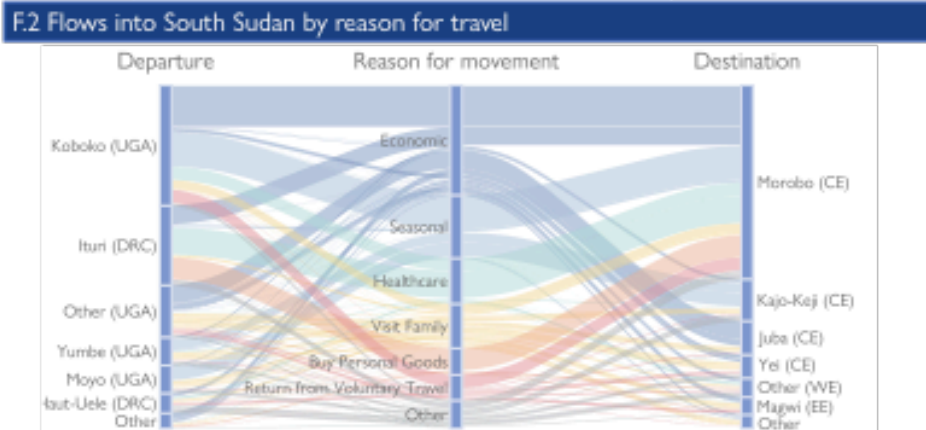 F.2 Flows into South Sudan by reason for travel
Departure
Reason for movement
Destination
Koboko (UGA)
Ituri (DRC)
Other (UGA)
Yumbe (UGA)
Moyo (UGA)
Haut-Uele (DRC)
Other
Economic
Seasonal
Healthcare
Visit Family
Buy Personal Goods
Return from Voluntary Travel
Other
Morobo (CE)
Kajo-Keji (CE)
Juba (CE)
Yei (CE)
Other (WE)
Magwi (EE)
Other